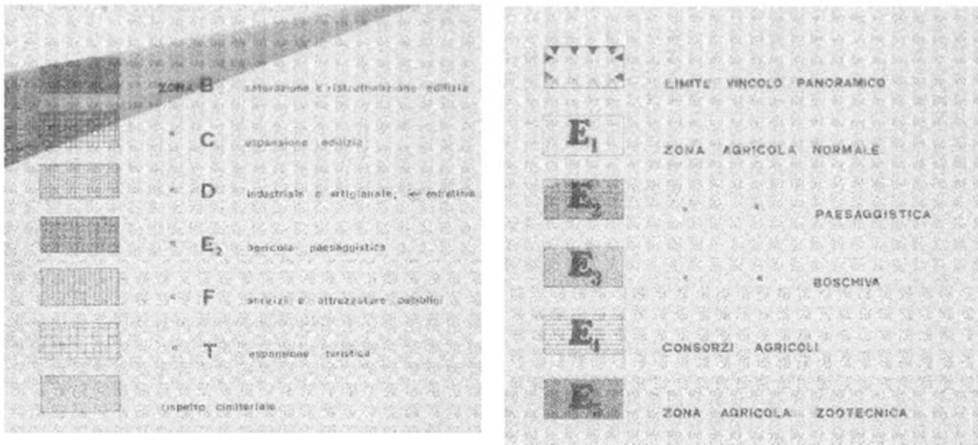 ZONA B saturazione e ristrutturazione edilizia
" C espansione edilizia
" D industriale e artigianale, estrattiva
" E2 agricola paesaggistica
" F servizi e attrezzature pubblici
" T espansione turistica
rispetto cimiteriale
LIMITE VINCOLO PANORAMICO
E1 ZONA AGRICOLA NORMALE
E2 " " PAESAGGISTICA
E3 " " BOSCHIVA
E4 CONSORZI AGRICOLI
ZONA AGRICOLA ZOOTECNICA